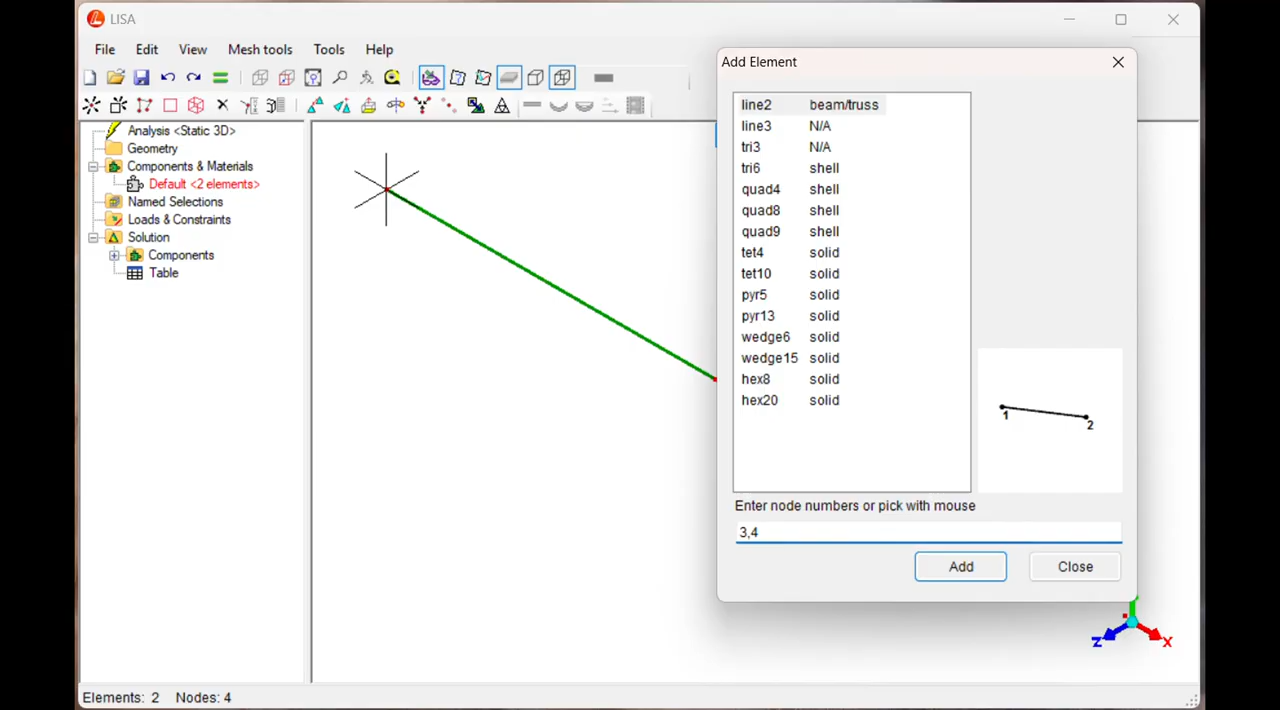 LISA
File Edit View Mesh tools Tools Help
Analysis <Static 3D>
Geometry
Components & Materials
Default <2 elements>
Named Selections
Loads & Constraints
Solution
Components
Table
Add Element
line2 beam/truss
line3 N/A
tri3 N/A
tri6 shell
quad4 shell
quad8 shell
quad9 shell
tet4 solid
tet10 solid
pyr5 solid
pyr13 solid
wedge6 solid
wedge15 solid
hex8 solid
hex20 solid
1
2
Enter node numbers or pick with mouse
3,4
Add Close
Z X
Elements: 2 Nodes: 4